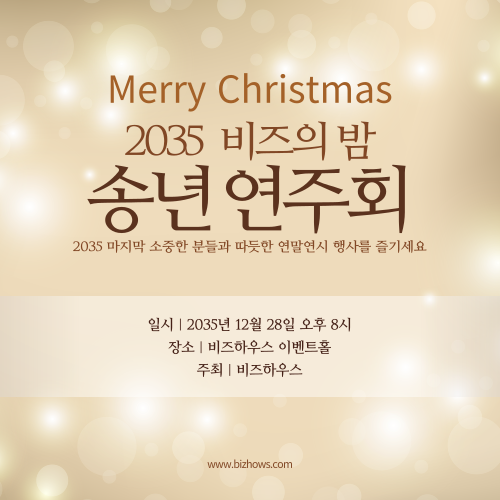 Merry Christmas
2035 비즈의 밤
송년 연주회
2035 마지막 소중한 분들과 따듯한 연말연시 행사를 즐기세요
일시 | 2035년 12월 28일 오후 8시
장소 | 비즈하우스 이벤트홀
주최 | 비즈하우스
www.bizhows.com